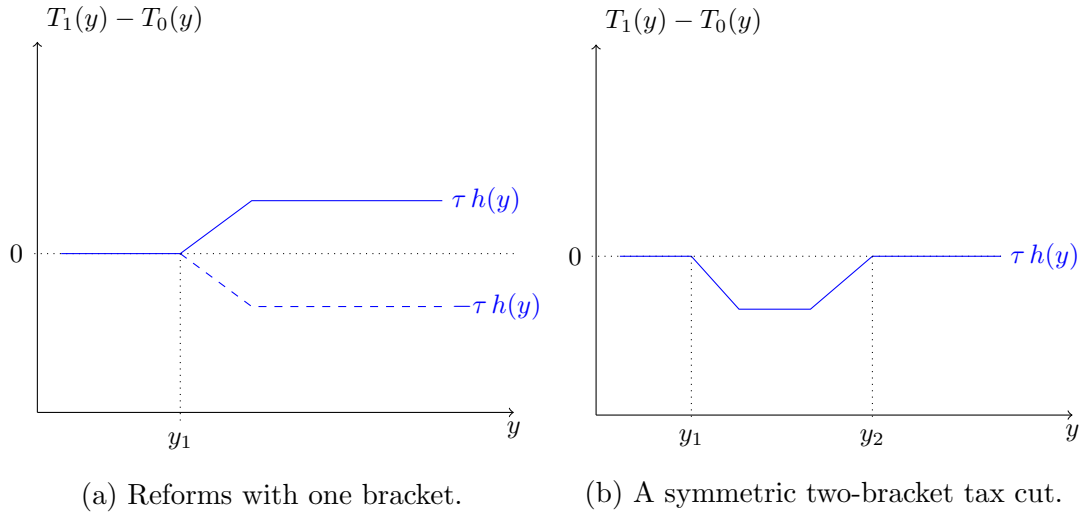 T₁(y) − T₀(y)
τ h(y)
0
−τ h(y)
y₁
y
(a) Reforms with one bracket.
T₁(y) − T₀(y)
0
τ h(y)
y₁
y₂
y
(b) A symmetric two-bracket tax cut.